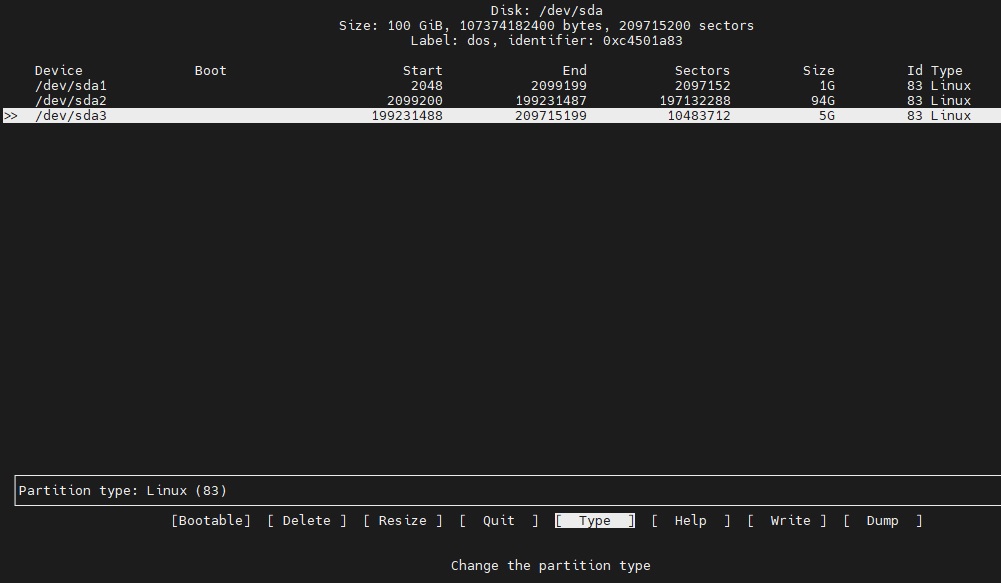 Disk: /dev/sda
Size: 100 GiB, 107374182400 bytes, 209715200 sectors
Label: dos, identifier: 0xc4501a83
Device Boot Start End Sectors Size Id Type
/dev/sda1 2048 2099199 2097152 1G 83 Linux
/dev/sda2 2099200 199231487 197132288 94G 83 Linux
>> /dev/sda3 199231488 209715199 10483712 5G 83 Linux
Partition type: Linux (83)
[Bootable] [ Delete ] [ Resize ] [ Quit ] [ Type ] [ Help ] [ Write ] [ Dump ]
Change the partition type